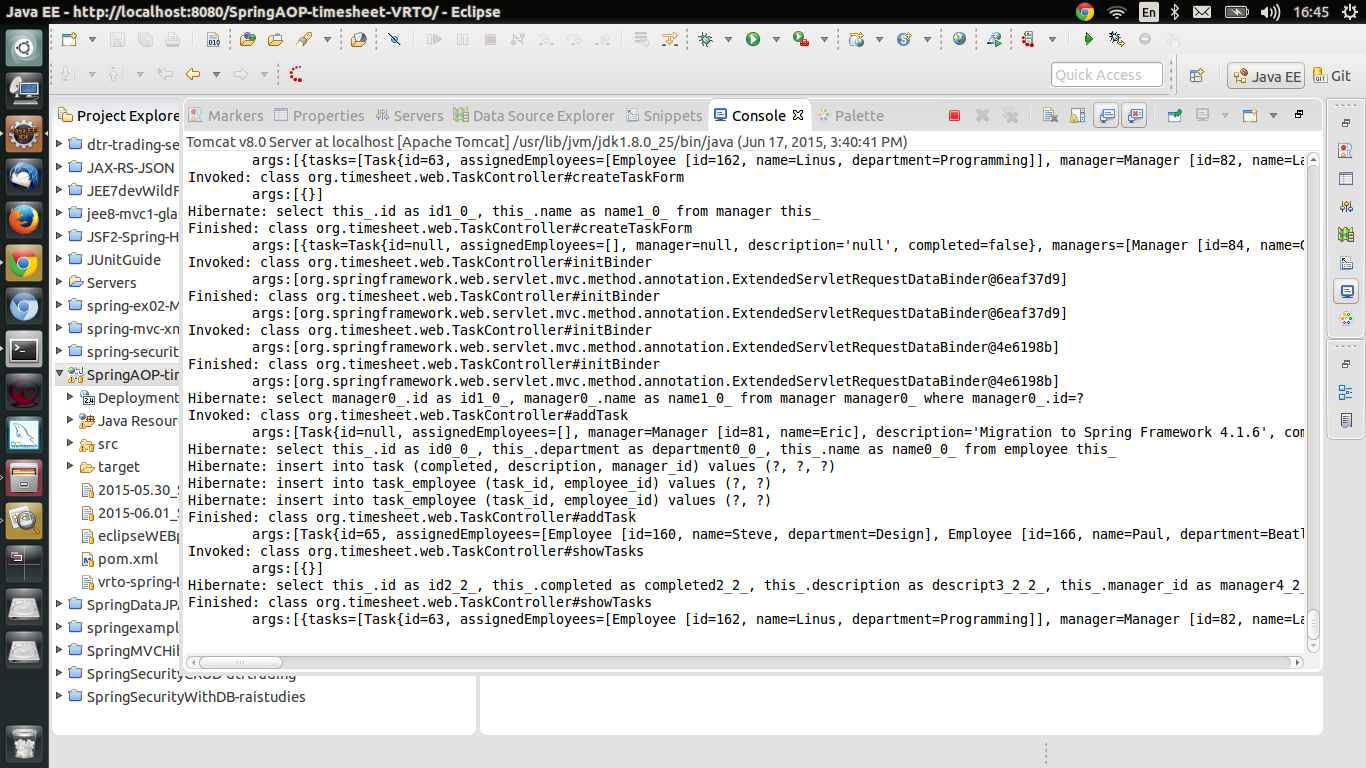 Java EE - http://localhost:8080/SpringAOP-timesheet-VRTO/ - Eclipse
En
16:45
Quick Access
Java EE
Git
Project Explore
Markers
Properties
Servers
Data Source Explorer
Snippets
Console
Palette
dtr-trading-se
JAX-RS-JSON
JEE7devWildF
jee8-mvc1-gla
JSF2-Spring-H
JUnitGuide
Servers
spring-ex02-M
spring-mvc-xm
spring-securit
SpringAOP-tim
Deployment
Java Resour
src
target
2015-05.30_S
2015-06.01_S
eclipseWEBp
pom.xml
vrto-spring-t
SpringDataJPA
springexampl
SpringMVCHib
SpringSecurityCRUD-dtrtrading
SpringSecurityWithDB-raistudies
Tomcat v8.0 Server at localhost [Apache Tomcat] /usr/lib/jvm/jdk1.8.0_25/bin/java (Jun 17, 2015, 3:40:41 PM)
args:[{tasks=[Task{id=63, assignedEmployees=[Employee [id=162, name=Linus, department=Programming]], manager=Manager [id=82, name=La
Invoked: class org.timesheet.web.TaskController#createTaskForm
args:[{}]
Hibernate: select this_.id as id1_0_, this_.name as name1_0_ from manager this_
Finished: class org.timesheet.web.TaskController#createTaskForm
args:[{task=Task{id=null, assignedEmployees=[], manager=null, description='null', completed=false}, managers=[Manager [id=84, name=G
Invoked: class org.timesheet.web.TaskController#initBinder
args:[org.springframework.web.servlet.mvc.method.annotation.ExtendedServletRequestDataBinder@6eaf37d9]
Finished: class org.timesheet.web.TaskController#initBinder
args:[org.springframework.web.servlet.mvc.method.annotation.ExtendedServletRequestDataBinder@6eaf37d9]
Invoked: class org.timesheet.web.TaskController#initBinder
args:[org.springframework.web.servlet.mvc.method.annotation.ExtendedServletRequestDataBinder@4e6198b]
Finished: class org.timesheet.web.TaskController#initBinder
args:[org.springframework.web.servlet.mvc.method.annotation.ExtendedServletRequestDataBinder@4e6198b]
Hibernate: select manager0_.id as id1_0_, manager0_.name as name1_0_ from manager manager0_ where manager0_.id=?
Invoked: class org.timesheet.web.TaskController#addTask
args:[Task{id=null, assignedEmployees=[], manager=Manager [id=81, name=Eric], description='Migration to Spring Framework 4.1.6', com
Hibernate: select this_.id as id0_0_, this_.department as department0_0_, this_.name as name0_0_ from employee this_
Hibernate: insert into task (completed, description, manager_id) values (?, ?, ?)
Hibernate: insert into task_employee (task_id, employee_id) values (?, ?)
Hibernate: insert into task_employee (task_id, employee_id) values (?, ?)
Finished: class org.timesheet.web.TaskController#addTask
args:[Task{id=65, assignedEmployees=[Employee [id=160, name=Steve, department=Design], Employee [id=166, name=Paul, department=Beatl
Invoked: class org.timesheet.web.TaskController#showTasks
args:[{}]
Hibernate: select this_.id as id2_2_, this_.completed as completed2_2_, this_.description as descript3_2_2_, this_.manager_id as manager4_2_
Finished: class org.timesheet.web.TaskController#showTasks
args:[{tasks=[Task{id=63, assignedEmployees=[Employee [id=162, name=Linus, department=Programming]], manager=Manager [id=82, name=La